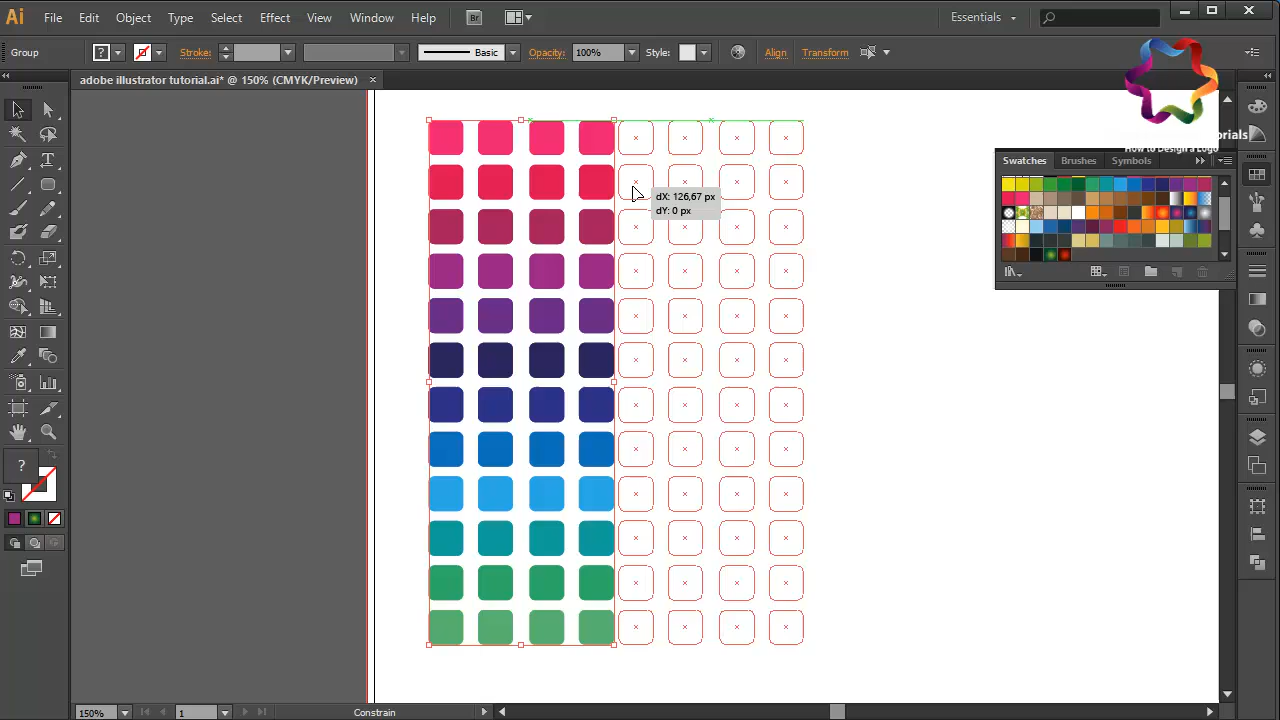 Ai File Edit Object Type Select Effect View Window Help Br Essentials
Group ? Stroke: Basic Opacity: 100% Style: Align Transform
adobe illustrator tutorial.ai* @ 150% (CMYK/Preview)
torials
How to Design a Logo
Swatches Brushes Symbols
dX: 126,67 px
dY: 0 px
?
150% 1 Constrain